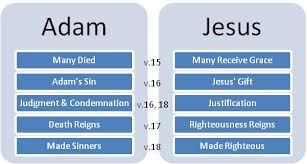 Adam Jesus
Many Died v.15 Many Receive Grace
Adam's Sin v.16 Jesus' Gift
Judgment & Condemnation v.16, 18 Justification
Death Reigns v.17 Righteousness Reigns
Made Sinners v.18 Made Righteous